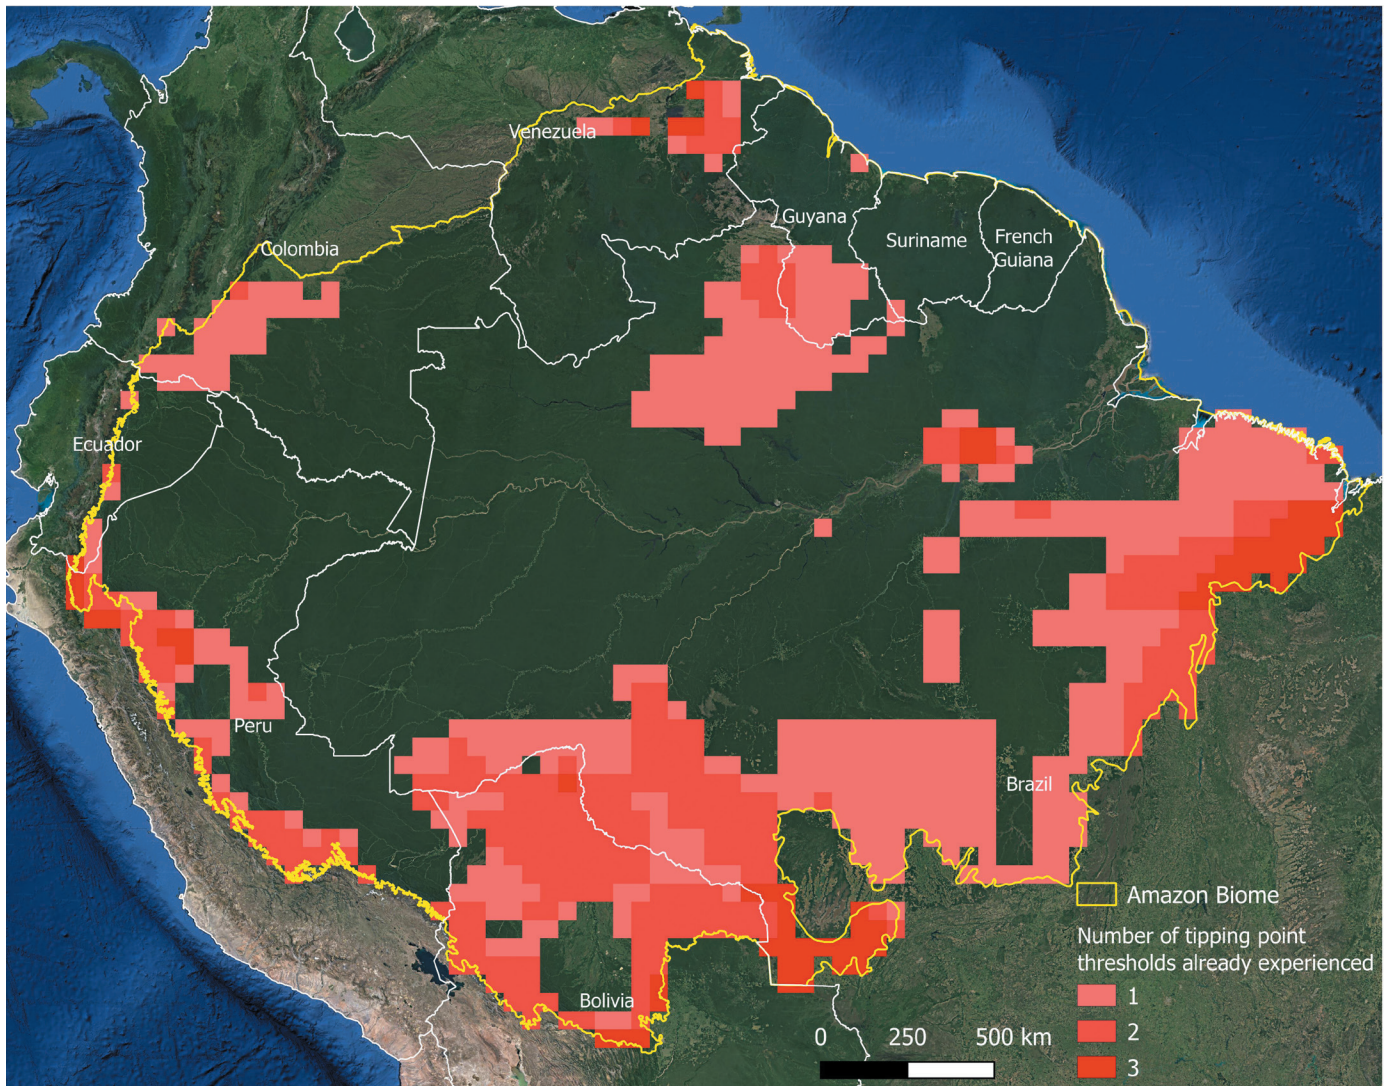 Venezuela
Guyana
Suriname
French
Guiana
Colombia
Ecuador
Peru
Brazil
Bolivia
Amazon Biome
Number of tipping point
thresholds already experienced
1
2
3
0 250 500 km